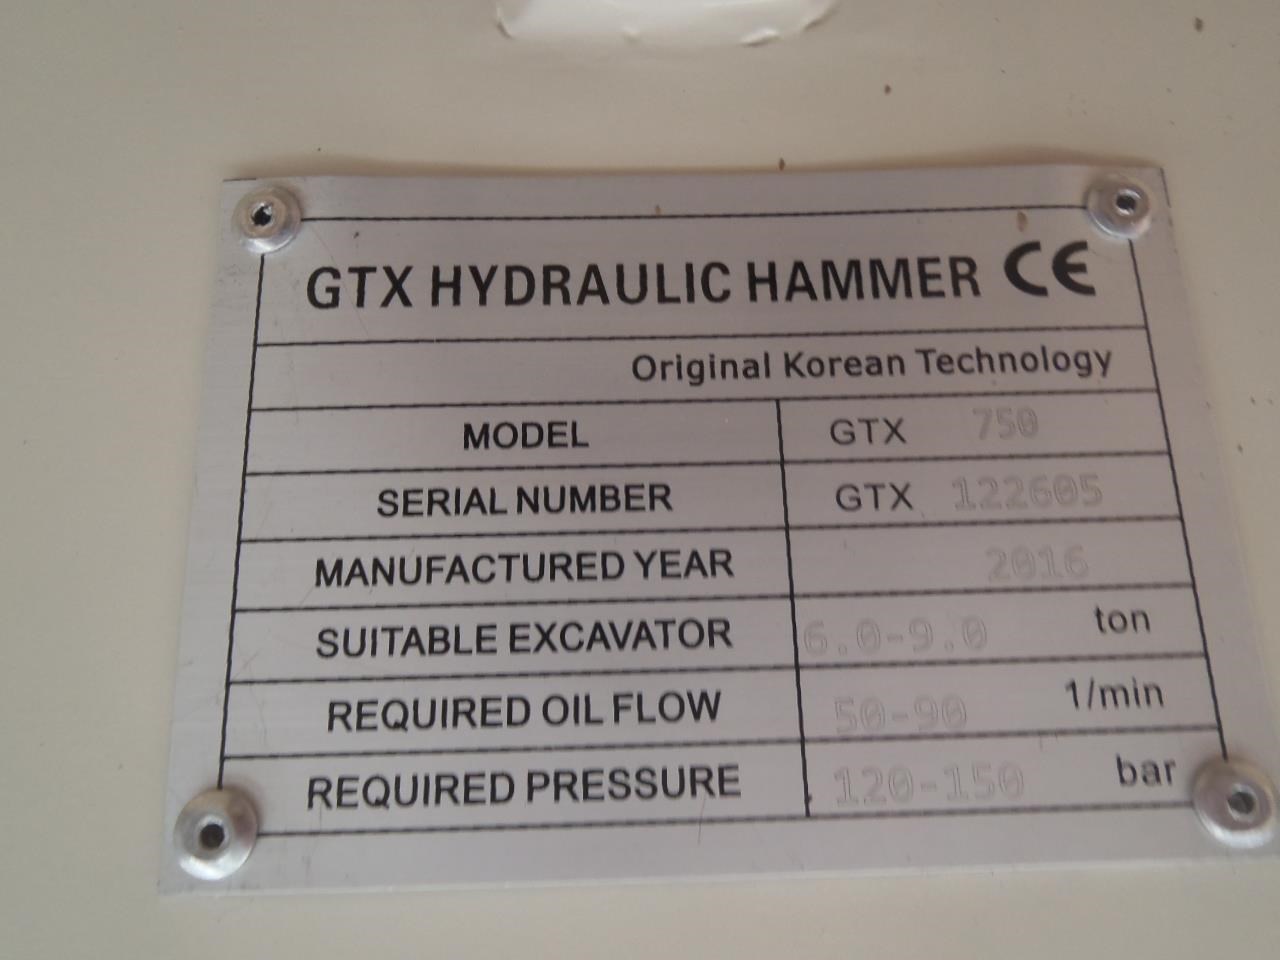 GTX HYDRAULIC HAMMER CE
Original Korean Technology
MODEL GTX 750
SERIAL NUMBER GTX 122605
MANUFACTURED YEAR 2016
SUITABLE EXCAVATOR 6.0-9.0 ton
REQUIRED OIL FLOW 50-90 1/min
REQUIRED PRESSURE 120-150 bar